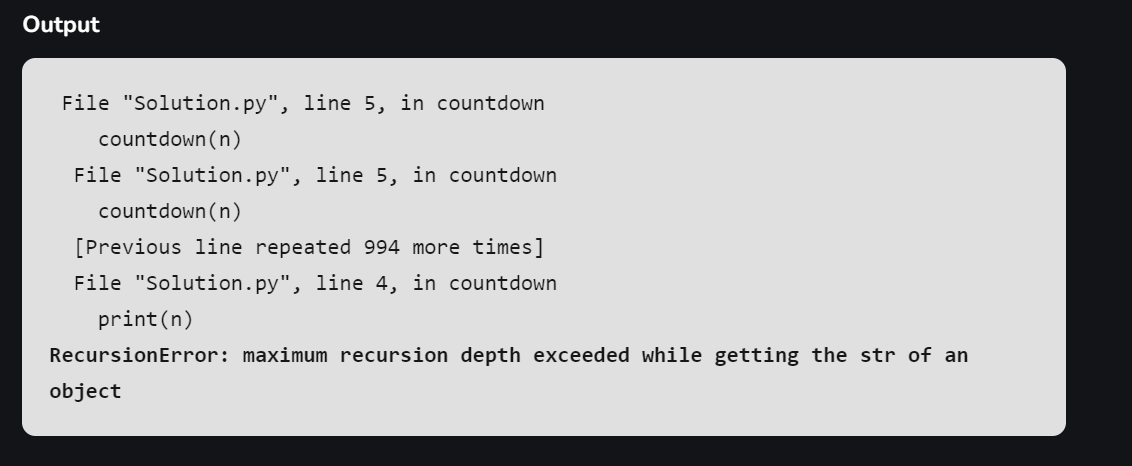 Output
File "Solution.py", line 5, in countdown
countdown(n)
File "Solution.py", line 5, in countdown
countdown(n)
[Previous line repeated 994 more times]
File "Solution.py", line 4, in countdown
print(n)
RecursionError: maximum recursion depth exceeded while getting the str of an
object